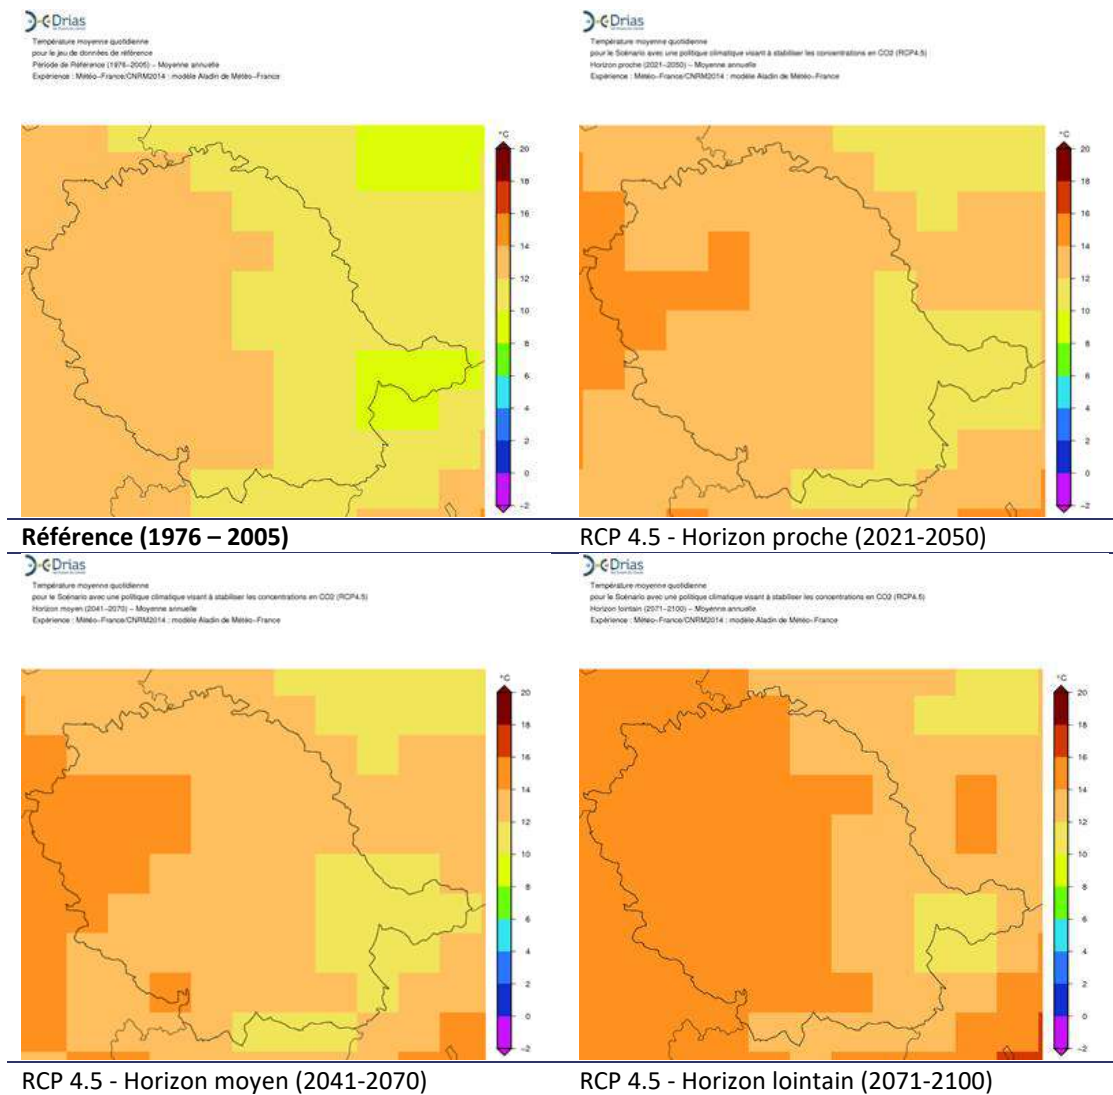 Drias
Température moyenne quotidienne
pour le jeu de données de référence
Période de Référence (1976–2005) – Moyenne annuelle
Expérience : Météo–France/CNRM2014 : modèle Aladin de Météo–France
°C
20
18
16
14
12
10
8
6
4
2
0
−2
Référence (1976 – 2005)
Drias
Température moyenne quotidienne
pour le Scénario avec une politique climatique visant à stabiliser les concentrations en CO2 (RCP4.5)
Horizon proche (2021–2050) – Moyenne annuelle
Expérience : Météo–France/CNRM2014 : modèle Aladin de Météo–France
°C
20
18
16
14
12
10
8
6
4
2
0
−2
RCP 4.5 - Horizon proche (2021-2050)
Drias
Température moyenne quotidienne
pour le Scénario avec une politique climatique visant à stabiliser les concentrations en CO2 (RCP4.5)
Horizon moyen (2041–2070) – Moyenne annuelle
Expérience : Météo–France/CNRM2014 : modèle Aladin de Météo–France
°C
20
18
16
14
12
10
8
6
4
2
0
−2
RCP 4.5 - Horizon moyen (2041-2070)
Drias
Température moyenne quotidienne
pour le Scénario avec une politique climatique visant à stabiliser les concentrations en CO2 (RCP4.5)
Horizon lointain (2071–2100) – Moyenne annuelle
Expérience : Météo–France/CNRM2014 : modèle Aladin de Météo–France
°C
20
18
16
14
12
10
8
6
4
2
0
−2
RCP 4.5 - Horizon lointain (2071-2100)